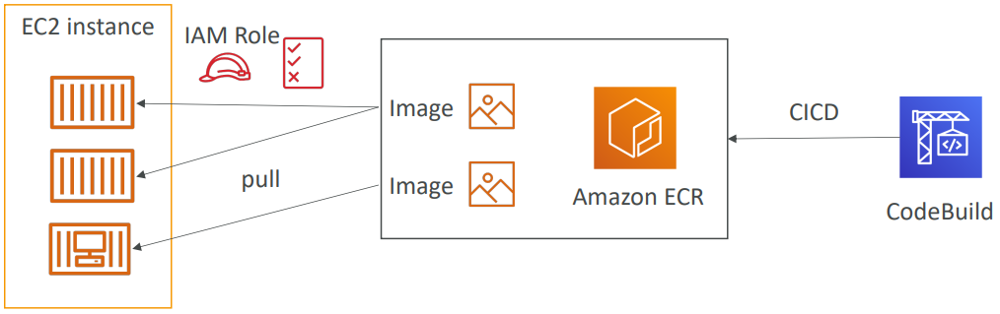 EC2 instance
IAM Role
Image
Image
pull
Amazon ECR
CICD
CodeBuild